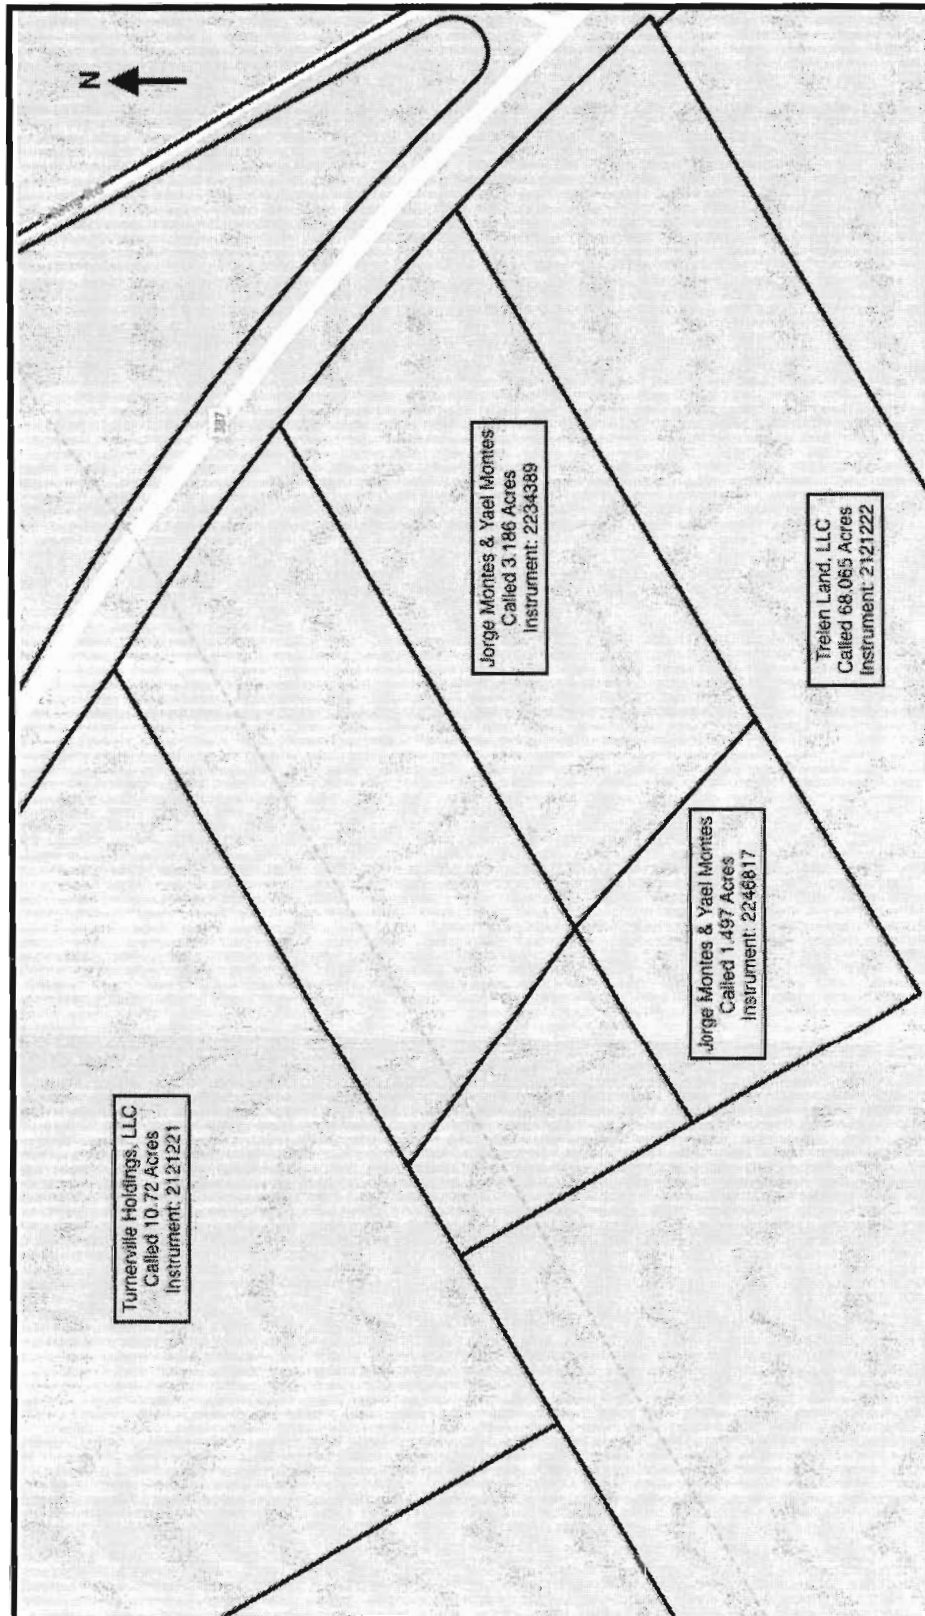 N
Turnerville Holdings, LLC
Called 10.72 Acres
Instrument: 2121221
Jorge Montes & Yael Montes
Called 3.186 Acres
Instrument: 2234389
Jorge Montes & Yael Montes
Called 1.497 Acres
Instrument: 2246817
Trelen Land, LLC
Called 68.065 Acres
Instrument: 2121222